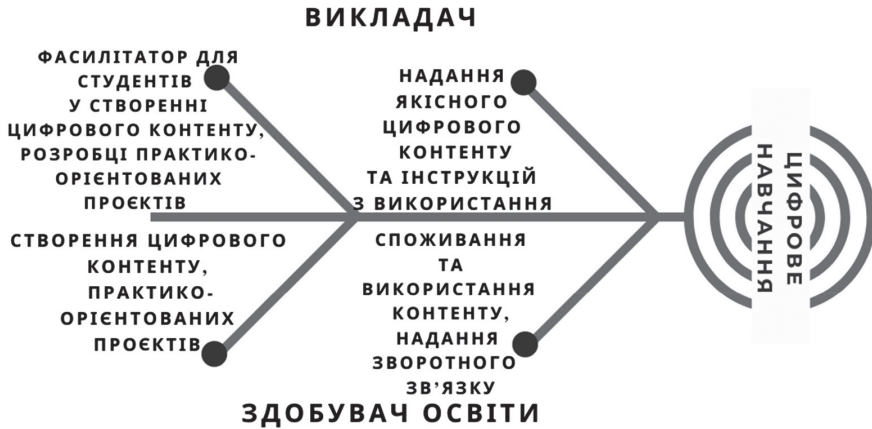 ВИКЛАДАЧ
ФАСИЛІТАТОР ДЛЯ
СТУДЕНТІВ
У СТВОРЕННІ
ЦИФРОВОГО КОНТЕНТУ,
РОЗРОБЦІ ПРАКТИКО-
ОРІЄНТОВАНИХ
ПРОЄКТІВ
НАДАННЯ
ЯКІСНОГО
ЦИФРОВОГО
КОНТЕНТУ
ТА ІНСТРУКЦІЙ
З ВИКОРИСТАННЯ
СТВОРЕННЯ ЦИФРОВОГО
КОНТЕНТУ,
ПРАКТИКО-
ОРІЄНТОВАНИХ
ПРОЄКТІВ
СПОЖИВАННЯ
ТА
ВИКОРИСТАННЯ
КОНТЕНТУ,
НАДАННЯ
ЗВОРОТНОГО
ЗВ’ЯЗКУ
ЦИФРОВЕ
НАВЧАННЯ
ЗДОБУВАЧ ОСВІТИ